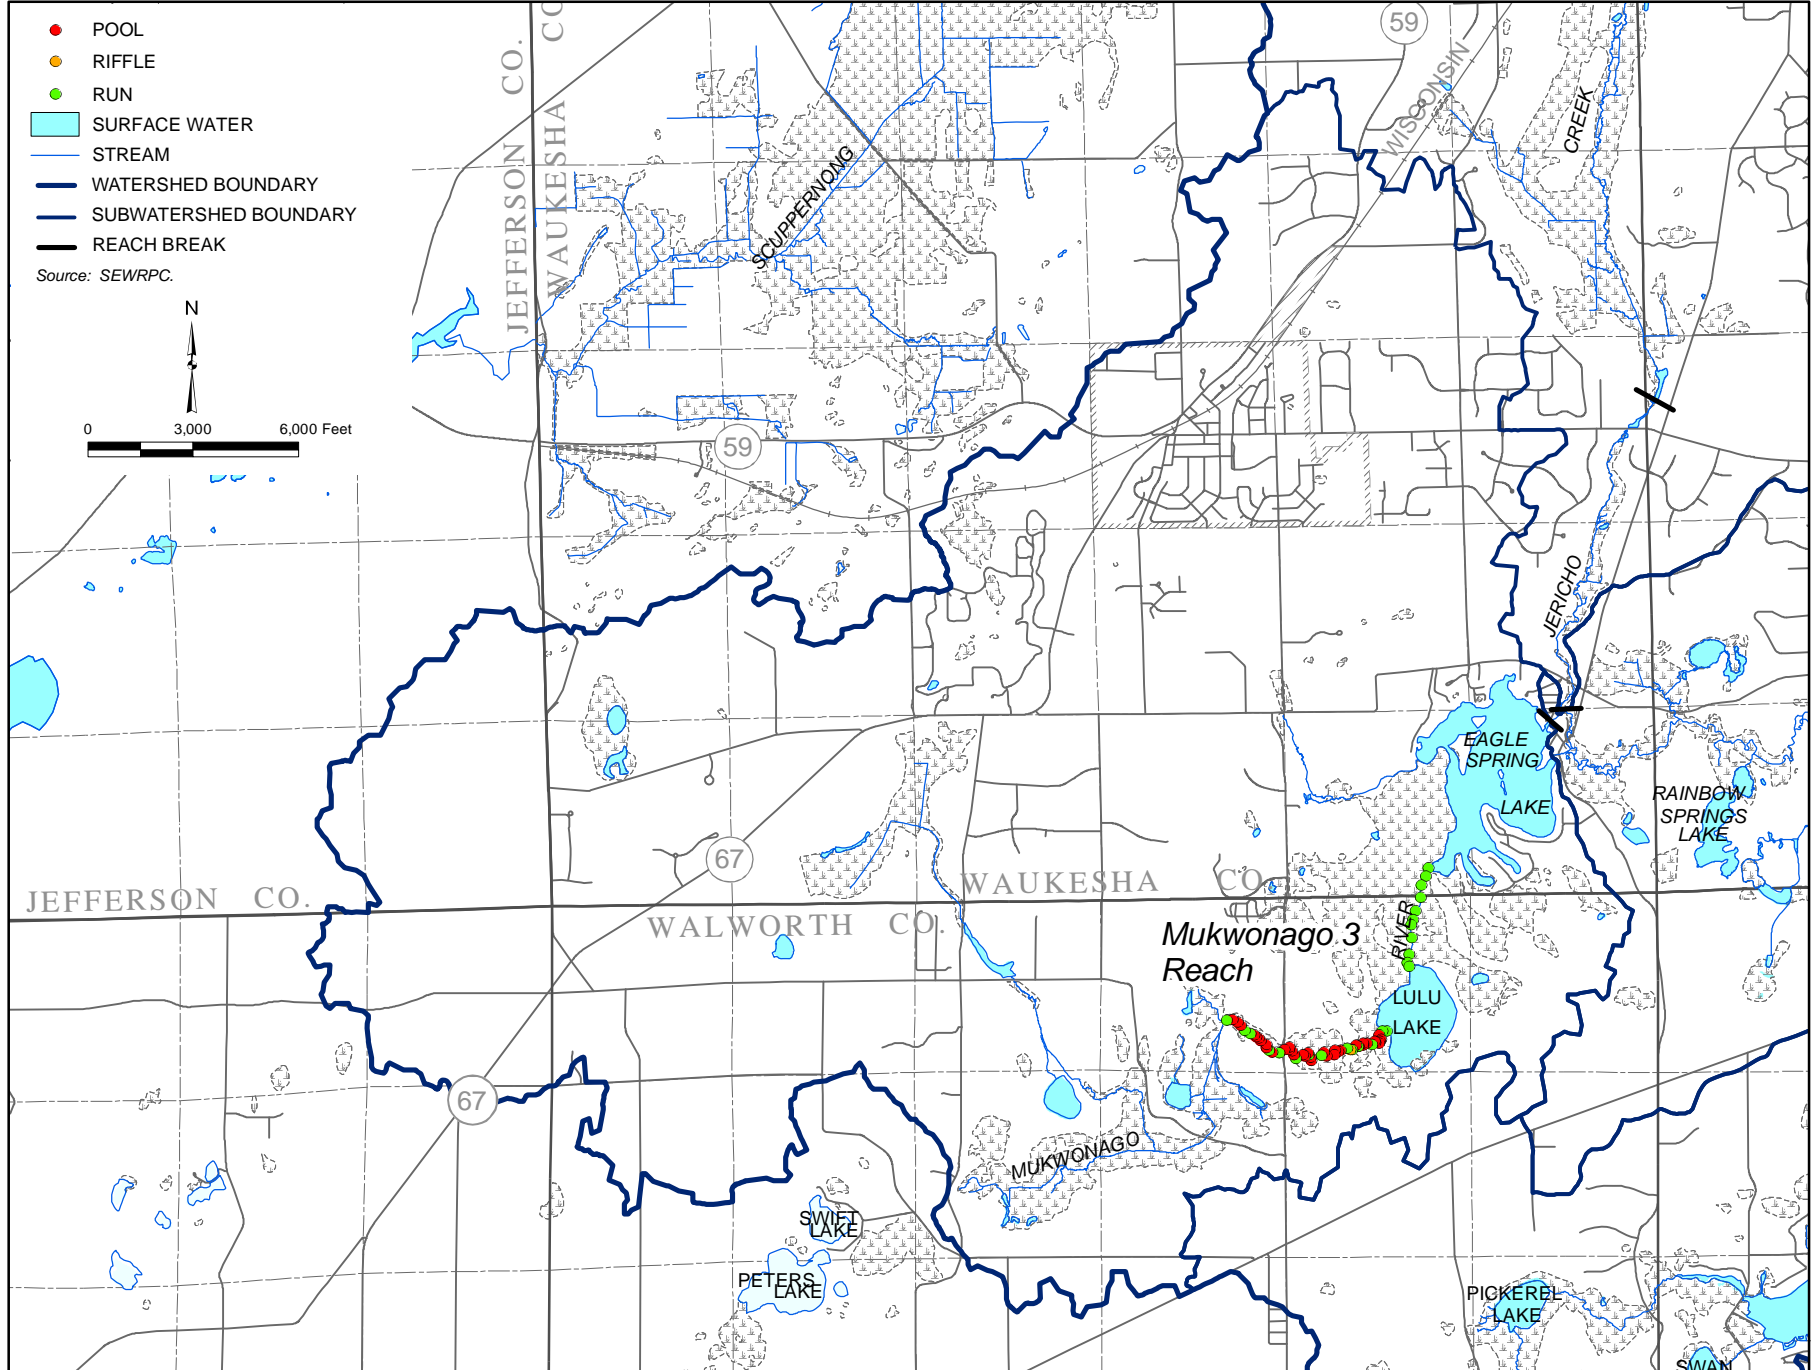 POOL
RIFFLE
RUN
SURFACE WATER
STREAM
WATERSHED BOUNDARY
SUBWATERSHED BOUNDARY
REACH BREAK
Source: SEWRPC.
N
0 3,000 6,000 Feet
JEFFERSON CO.
WAUKESHA CO
59
WISCONSIN
CREEK
SCUPPERNONG
59
JERICHO
EAGLE
SPRING
LAKE
RAINBOW
SPRINGS
LAKE
67
JEFFERSON CO.
WAUKESHA CO.
WALWORTH CO.
RIVER
Mukwonago 3
Reach
LULU
LAKE
67
MUKWONAGO
SWIFT
LAKE
PETERS
LAKE
PICKEREL
LAKE
SWAN